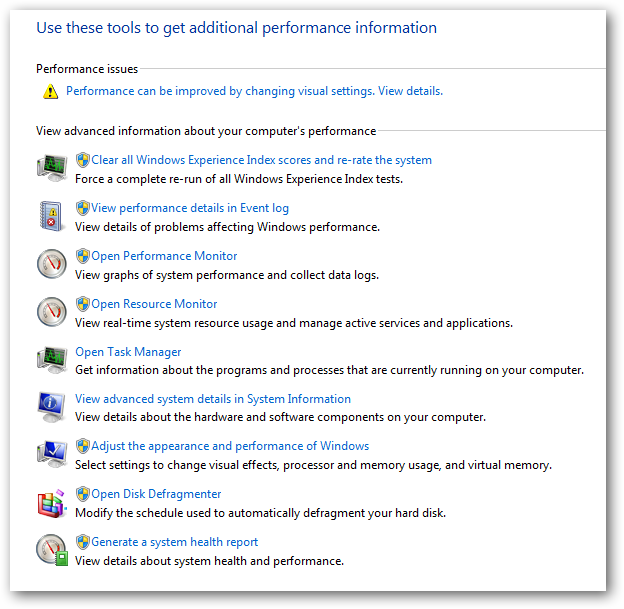 Use these tools to get additional performance information
Performance issues
Performance can be improved by changing visual settings. View details.
View advanced information about your computer's performance
Clear all Windows Experience Index scores and re-rate the system
Force a complete re-run of all Windows Experience Index tests.
View performance details in Event log
View details of problems affecting Windows performance.
Open Performance Monitor
View graphs of system performance and collect data logs.
Open Resource Monitor
View real-time system resource usage and manage active services and applications.
Open Task Manager
Get information about the programs and processes that are currently running on your computer.
View advanced system details in System Information
View details about the hardware and software components on your computer.
Adjust the appearance and performance of Windows
Select settings to change visual effects, processor and memory usage, and virtual memory.
Open Disk Defragmenter
Modify the schedule used to automatically defragment your hard disk.
Generate a system health report
View details about system health and performance.